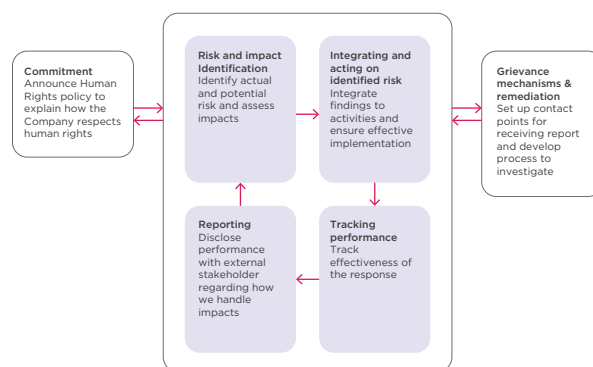 Commitment
Announce Human
Rights policy to
explain how the
Company respects
human rights
Risk and impact
Identification
Identify actual
and potential
risk and assess
impacts
Integrating and
acting on
identified risk
Integrate
findings to
activities and
ensure effective
implementation
Grievance
mechanisms &
remediation
Set up contact
points for
receiving report
and develop
process to
investigate
Reporting
Disclose
performance
with external
stakeholder
regarding how
we handle
impacts
Tracking
performance
Track
effectiveness of
the response